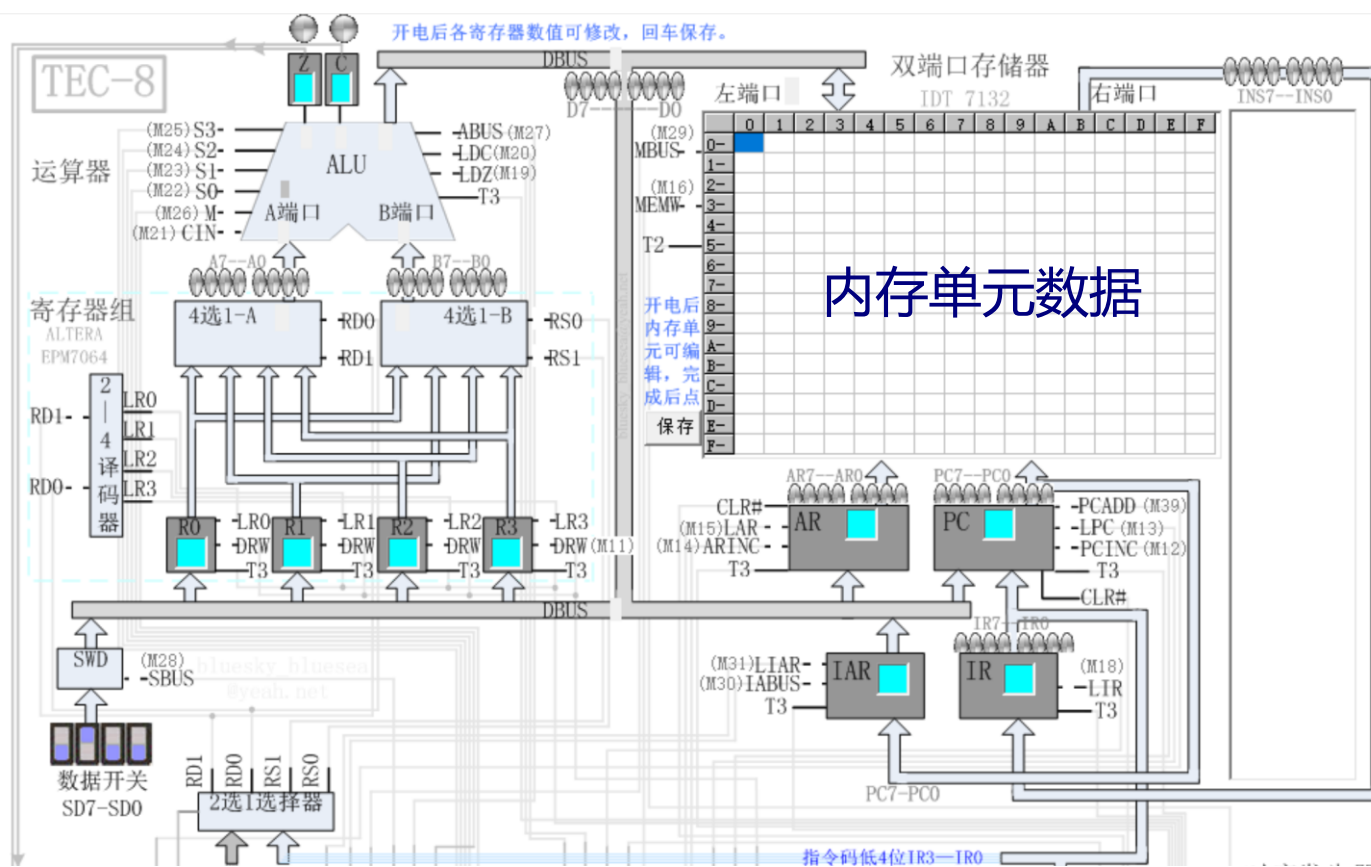 开电后各寄存器数值可修改，回车保存。
TEC-8
Z
C
DBUS
D7------D0
双端口存储器
左端口
IDT 7132
右端口
INS7--INS0
运算器
(M25) S3-
(M24) S2-
(M23) S1-
(M22) S0-
(M26) M-
(M21) CIN-
ALU
A端口
B端口
-ABUS (M27)
-LDC(M20)
-LDZ(M19)
T3
(M29)
MBUS-
(M16)
MEMW-
T2
0 1 2 3 4 5 6 7 8 9 A B C D E F
0-
1-
2-
3-
4-
5-
6-
7-
8-
9-
A-
B-
C-
D-
E-
F-
内存单元数据
开电后
内存单
元可编
辑，完
成后点
保存
A7--A0
B7--B0
寄存器组
ALTERA
EPM7064
4选1-A
-RD0
-RD1
4选1-B
-RS0
-RS1
2
|
4
译
码
器
RD1-
RD0-
LR0
LR1
LR2
LR3
R0
-LR0
-DRW
T3
R1
-LR1
-DRW
T3
R2
-LR2
-DRW
T3
R3
-LR3
-DRW(M11)
T3
AR7--AR0
CLR#
(M15)LAR -
(M14)ARINC -
T3
AR
PC7--PC0
PC
-PCADD (M39)
-LPC (M13)
-PCINC (M12)
T3
CLR#
DBUS
SWD
(M28)
-SBUS
bluesky_bluesea
@yeah.net
数据开关
SD7-SD0
(M31)LIAR-
(M30)IABUS-
T3
IAR
IR7--IR0
IR
(M18)
-LIR
T3
PC7-PC0
RD1
RD0
RS1
RS0
2选1选择器
指令码低4位IR3—IR0